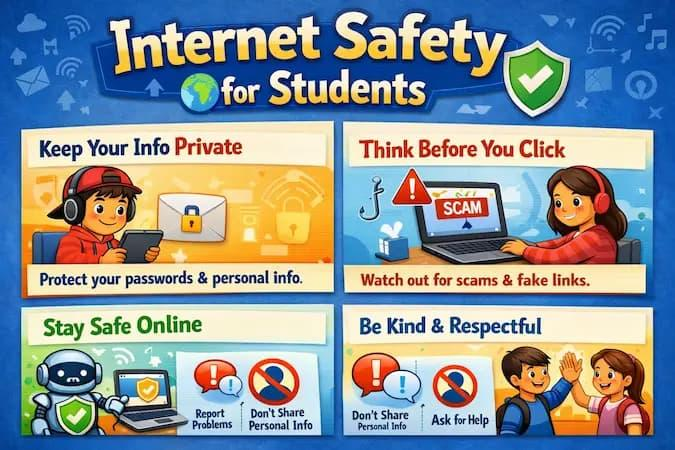 Internet Safety
for Students
Keep Your Info Private
Protect your passwords & personal info.
Think Before You Click
SCAM
Watch out for scams & fake links.
Stay Safe Online
Report
Problems
Don't Share
Personal Info
Be Kind & Respectful
Don't Share
Personal Info
Ask for Help